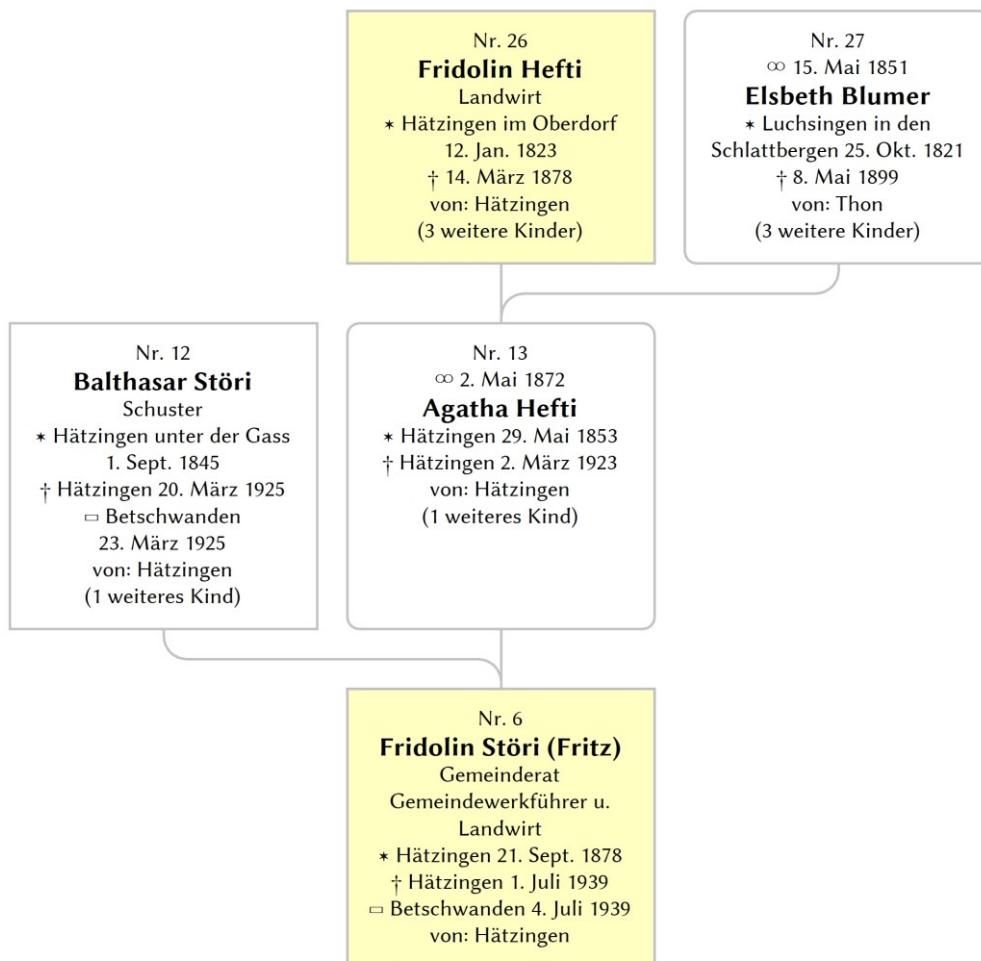 Nr. 26
Fridolin Hefti
Landwirt
* Hätzingen im Oberdorf
12. Jan. 1823
† 14. März 1878
von: Hätzingen
(3 weitere Kinder)
Nr. 27
∞ 15. Mai 1851
Elsbeth Blumer
* Luchsingen in den
Schlattbergen 25. Okt. 1821
† 8. Mai 1899
von: Thon
(3 weitere Kinder)
Nr. 12
Balthasar Störi
Schuster
* Hätzingen unter der Gass
1. Sept. 1845
† Hätzingen 20. März 1925
▭ Betschwanden
23. März 1925
von: Hätzingen
(1 weiteres Kind)
Nr. 13
∞ 2. Mai 1872
Agatha Hefti
* Hätzingen 29. Mai 1853
† Hätzingen 2. März 1923
von: Hätzingen
(1 weiteres Kind)
Nr. 6
Fridolin Störi (Fritz)
Gemeinderat
Gemeindewerkführer u.
Landwirt
* Hätzingen 21. Sept. 1878
† Hätzingen 1. Juli 1939
▭ Betschwanden 4. Juli 1939
von: Hätzingen